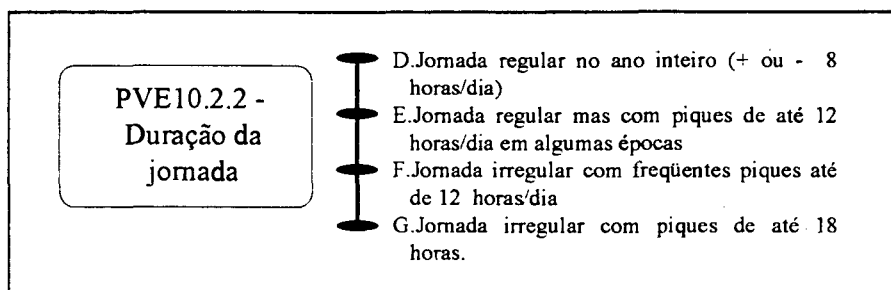 PVE10.2.2 -
Duração da
jornada
D.Jornada regular no ano inteiro (+ ou - 8
horas/dia)
E.Jornada regular mas com piques de até 12
horas/dia em algumas épocas
F.Jornada irregular com freqüentes piques até
de 12 horas/dia
G.Jornada irregular com piques de até 18
horas.